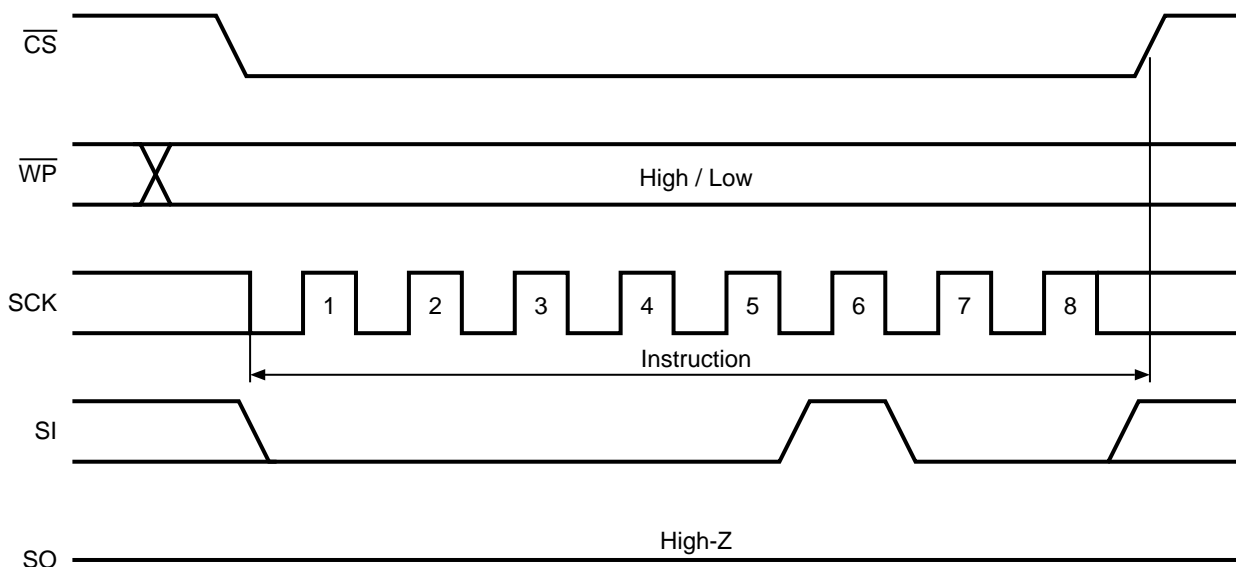 CS
WP
High / Low
SCK
1 2 3 4 5 6 7 8
Instruction
SI
High-Z
SO